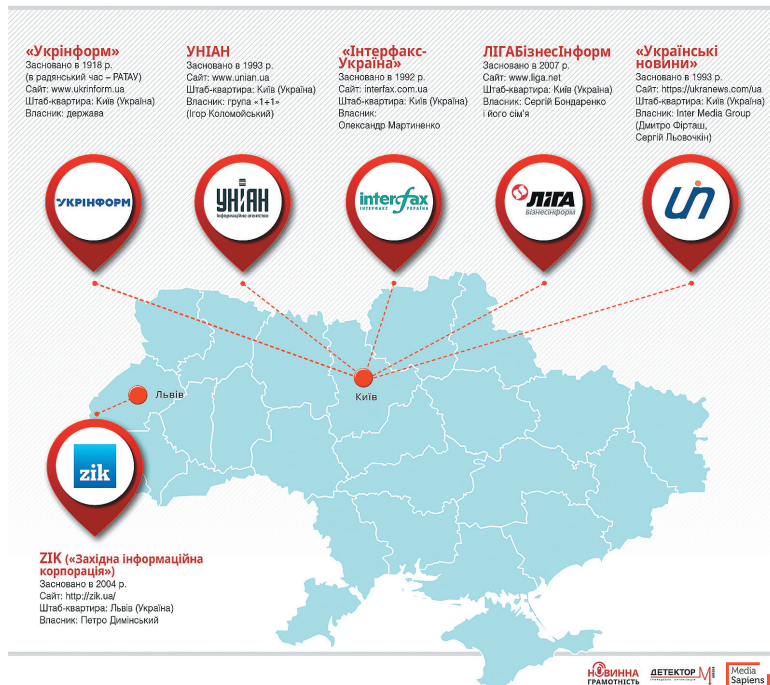 «Укрінформ»
Засновано в 1918 р.
(в радянський час – РАТАУ)
Сайт: www.ukrinform.ua
Штаб-квартира: Київ (Україна)
Власник: держава
УНІАН
Засновано в 1993 р.
Сайт: www.unian.ua
Штаб-квартира: Київ (Україна)
Власник: група «1+1»
(Ігор Коломойський)
«Інтерфакс-
Україна»
Засновано в 1992 р.
Сайт: interfax.com.ua
Штаб-квартира: Київ (Україна)
Власник:
Олександр Мартиненко
ЛІГАБізнесІнформ
Засновано в 2007 р.
Сайт: www.liga.net
Штаб-квартира: Київ (Україна)
Власник: Сергій Бондаренко
і його сім'я
«Українські
новини»
Засновано в 1993 р.
Сайт: https://ukranews.com/ua
Штаб-квартира: Київ (Україна)
Власник: Inter Media Group
(Дмитро Фірташ,
Сергій Льовочкін)
УКРІНФОРМ
УНІАН
Інформаційне агентство
interfax
ІНТЕРФАКС УКРАЇНА
ЛІГА
БІЗНЕСІНФОРМ
un
Львів
Київ
zik
ZIK («Західна інформаційна
корпорація»)
Засновано в 2004 р.
Сайт: http://zik.ua/
Штаб-квартира: Львів (Україна)
Власник: Петро Димінський
НОВИННА
ГРАМОТНІСТЬ
ДЕТЕКТОР
Media
Sapiens